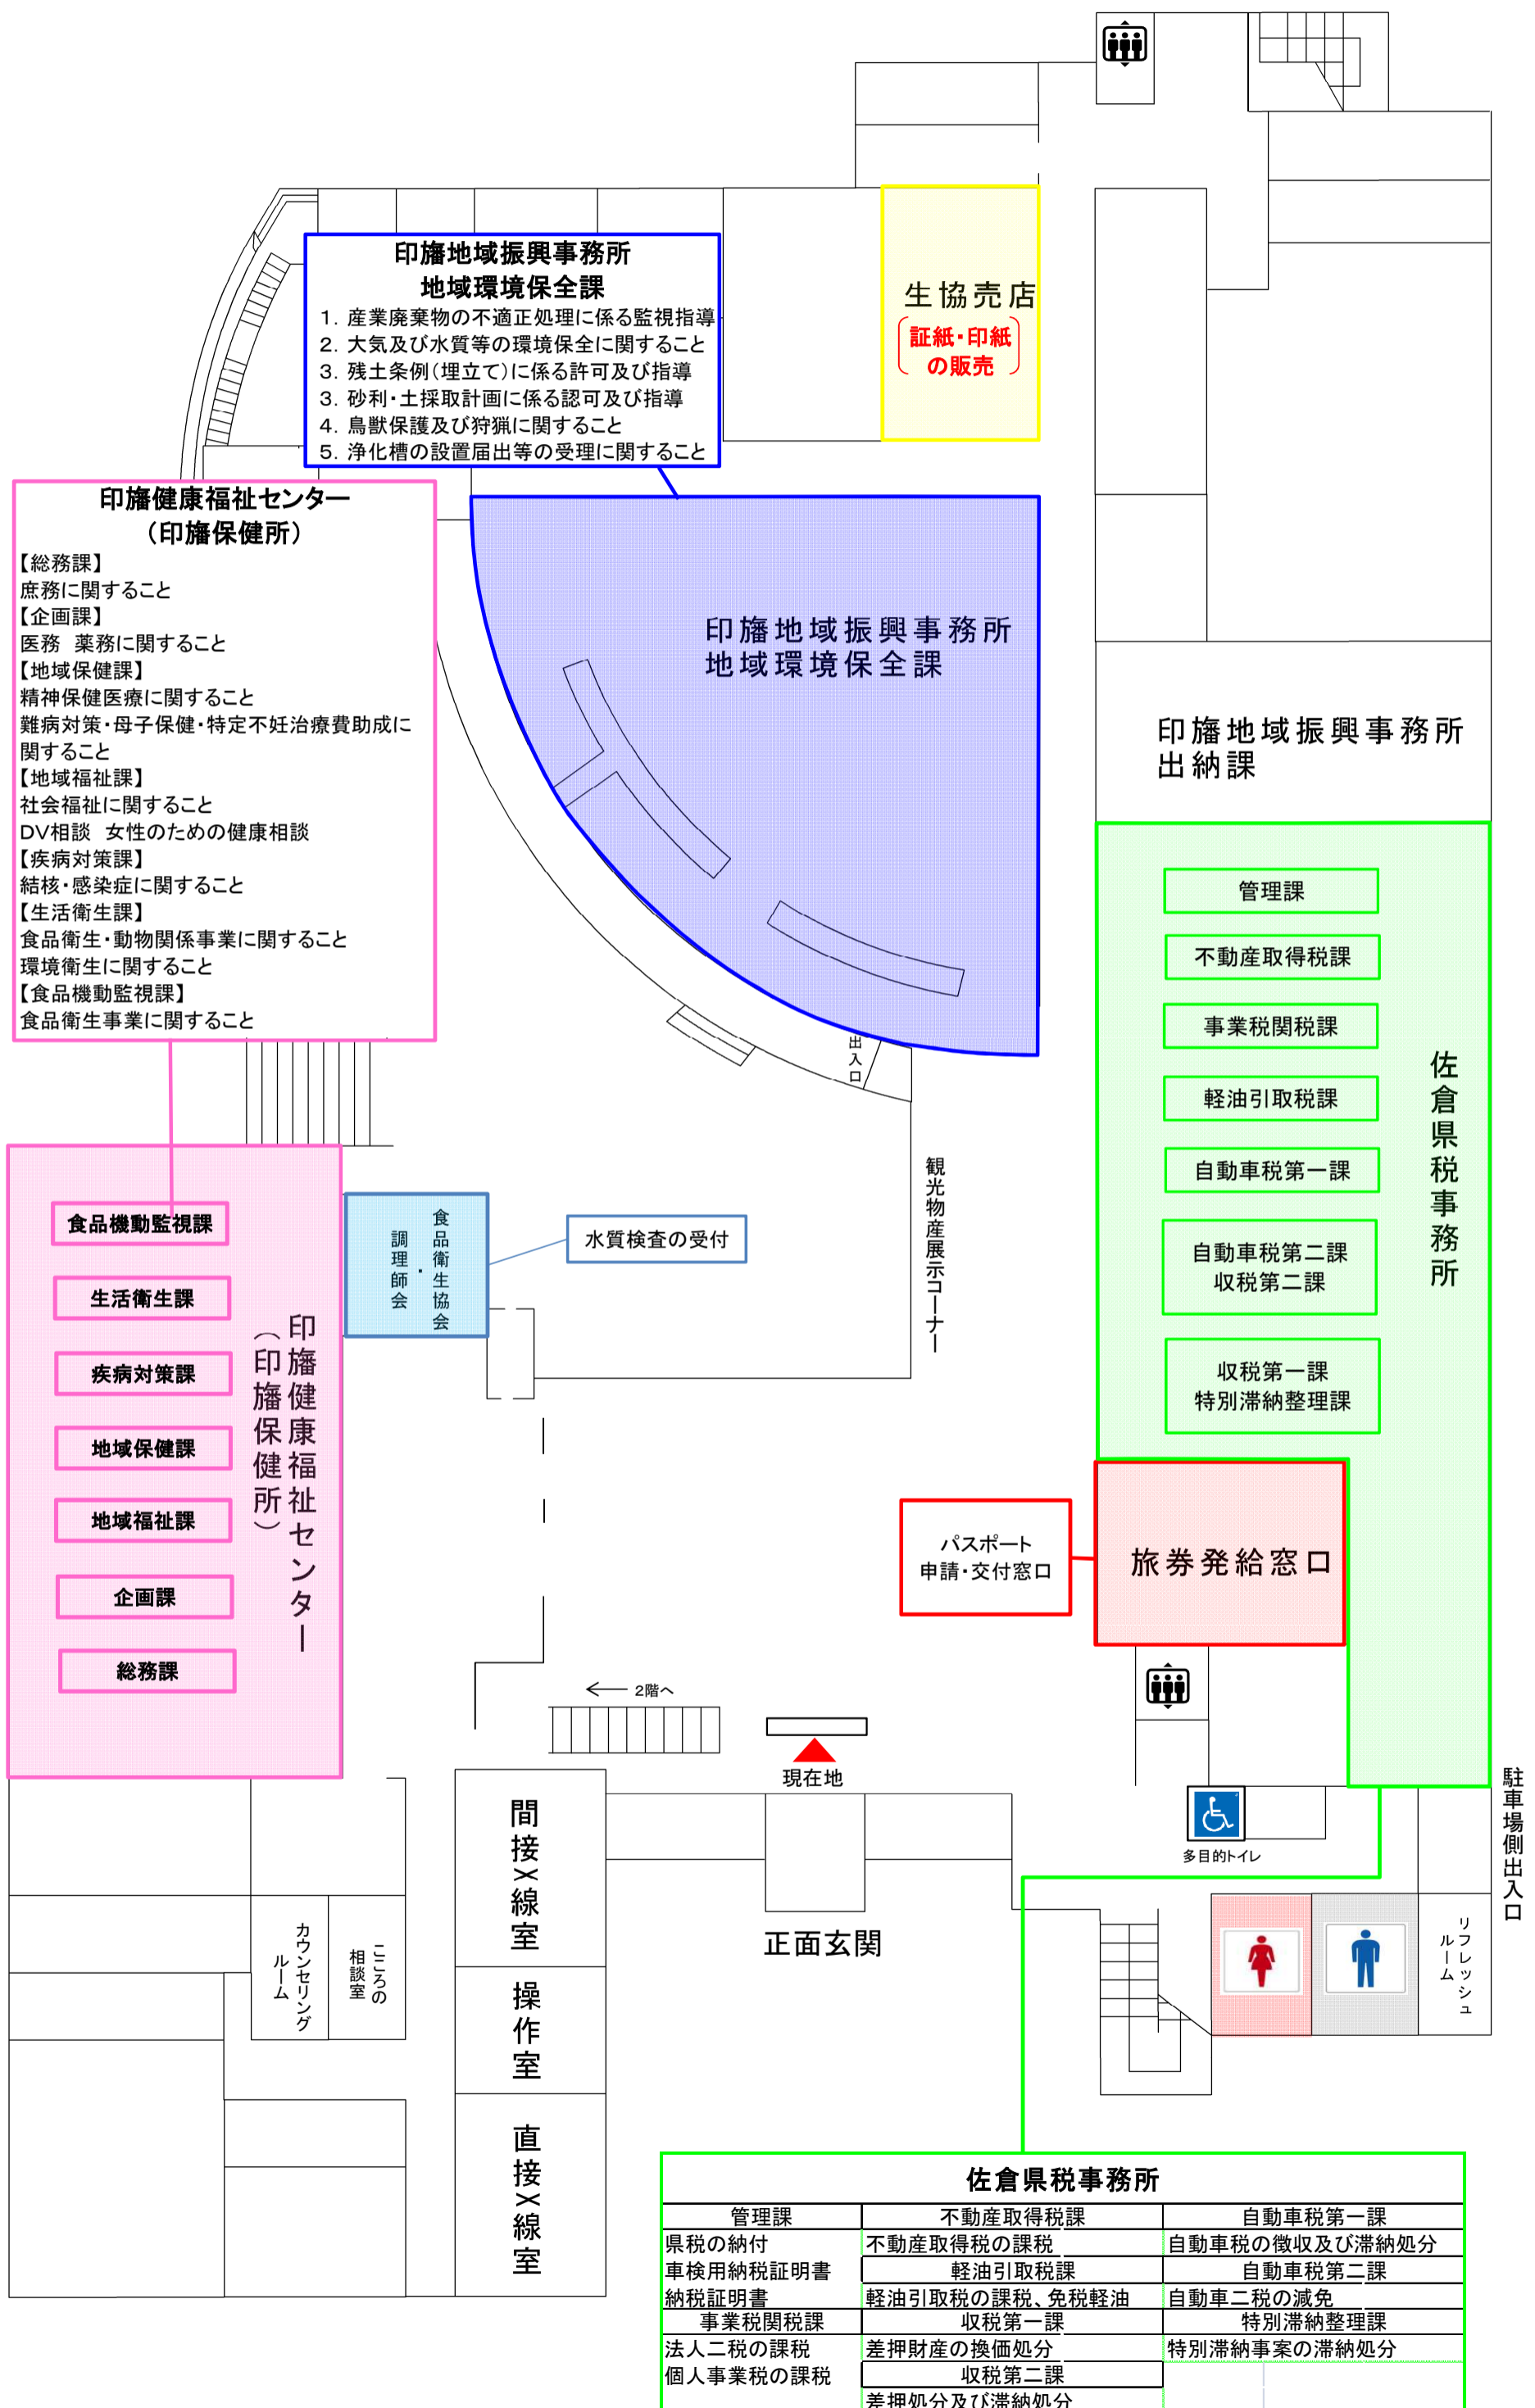 印旛地域振興事務所
地域環境保全課
1. 産業廃棄物の不適正処理に係る監視指導
2. 大気及び水質等の環境保全に関すること
3. 残土条例(埋立て)に係る許可及び指導
3. 砂利・土採取計画に係る認可及び指導
4. 鳥獣保護及び狩猟に関すること
5. 浄化槽の設置届出等の受理に関すること
生協売店
証紙・印紙
の販売
印旛健康福祉センター
(印旛保健所)
【総務課】
庶務に関すること
【企画課】
医務 薬務に関すること
【地域保健課】
精神保健医療に関すること
難病対策・母子保健・特定不妊治療費助成に
関すること
【地域福祉課】
社会福祉に関すること
DV相談 女性のための健康相談
【疾病対策課】
結核・感染症に関すること
【生活衛生課】
食品衛生・動物関係事業に関すること
環境衛生に関すること
【食品機動監視課】
食品衛生事業に関すること
印旛地域振興事務所
地域環境保全課
印旛地域振興事務所
出納課
管理課
不動産取得税課
事業税関税課
軽油引取税課
自動車税第一課
自動車税第二課
収税第二課
収税第一課
特別滞納整理課
佐倉県税事務所
出入口
観光物産展示コーナー
食品機動監視課
生活衛生課
疾病対策課
地域保健課
地域福祉課
企画課
総務課
印旛健康福祉センター
(印旛保健所)
食品衛生協会
・
調理師会
水質検査の受付
パスポート
申請・交付窓口
旅券発給窓口
← 2階へ
現在地
駐車場側出入口
多目的トイレ
正面玄関
リフレッシュ
ルーム
間接X線室
操作室
直接X線室
カウンセリング
ルーム
こころの
相談室
佐倉県税事務所
管理課 不動産取得税課 自動車税第一課
県税の納付 不動産取得税の課税 自動車税の徴収及び滞納処分
車検用納税証明書 軽油引取税課 自動車税第二課
納税証明書 軽油引取税の課税、免税軽油 自動車二税の減免
事業税関税課 収税第一課 特別滞納整理課
法人二税の課税 差押財産の換価処分 特別滞納事案の滞納処分
個人事業税の課税 収税第二課
差押処分及び滞納処分